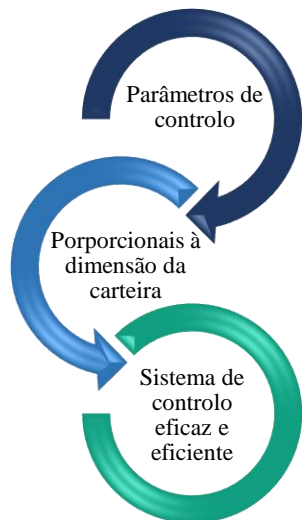 Parâmetros de
controlo
Porporcionais à
dimensão da
carteira
Sistema de
controlo
eficaz e
eficiente